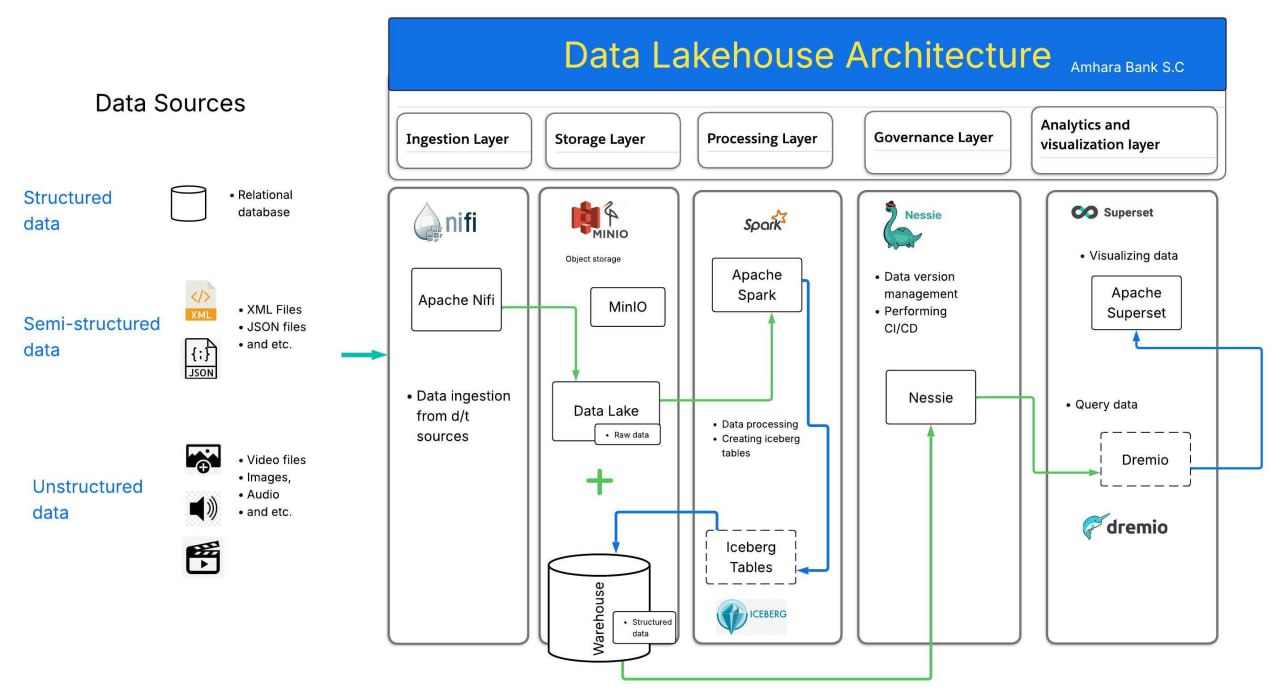 Data Lakehouse Architecture
Amhara Bank S.C
Data Sources
Ingestion Layer
Storage Layer
Processing Layer
Governance Layer
Analytics and
visualization layer
Structured
data
• Relational
database
Semi-structured
data
</>
XML
{;}
JSON
• XML Files
• JSON files
• and etc.
Unstructured
data
• Video files
• Images,
• Audio
• and etc.
nifi
Apache Nifi
• Data ingestion
from d/t
sources
MINIO
Object storage
MinIO
Data Lake
• Raw data
+
Warehouse
• Structured
data
Spark
Apache
Spark
• Data processing
• Creating iceberg
tables
Iceberg
Tables
ICEBERG
Nessie
• Data version
management
• Performing
CI/CD
Nessie
Superset
• Visualizing data
Apache
Superset
• Query data
Dremio
dremio